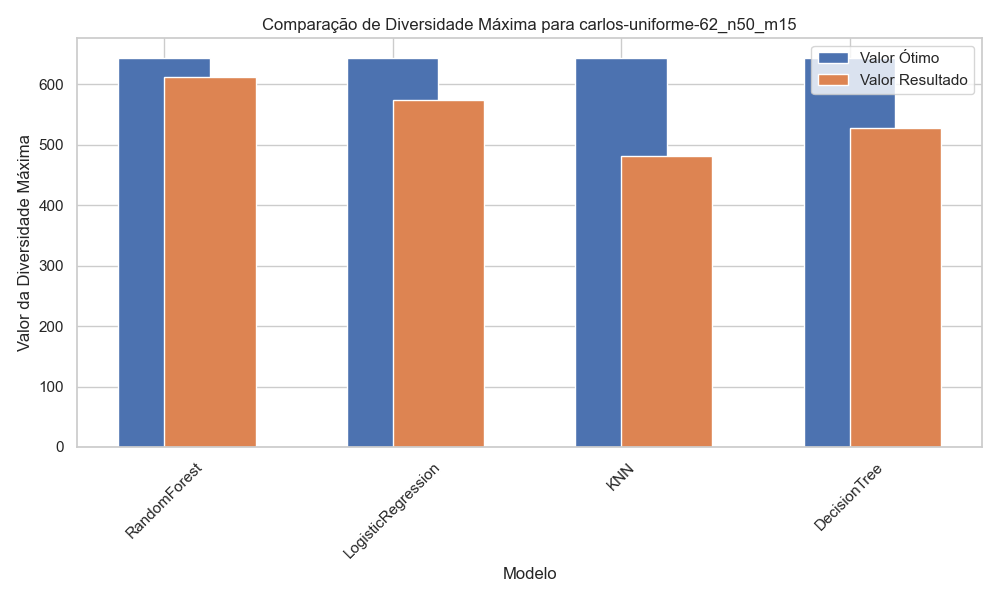 Comparação de Diversidade Máxima para carlos-uniforme-62_n50_m15
Valor Ótimo
Valor Resultado
Valor da Diversidade Máxima
600
500
400
300
200
100
0
RandomForest
LogisticRegression
KNN
DecisionTree
Modelo